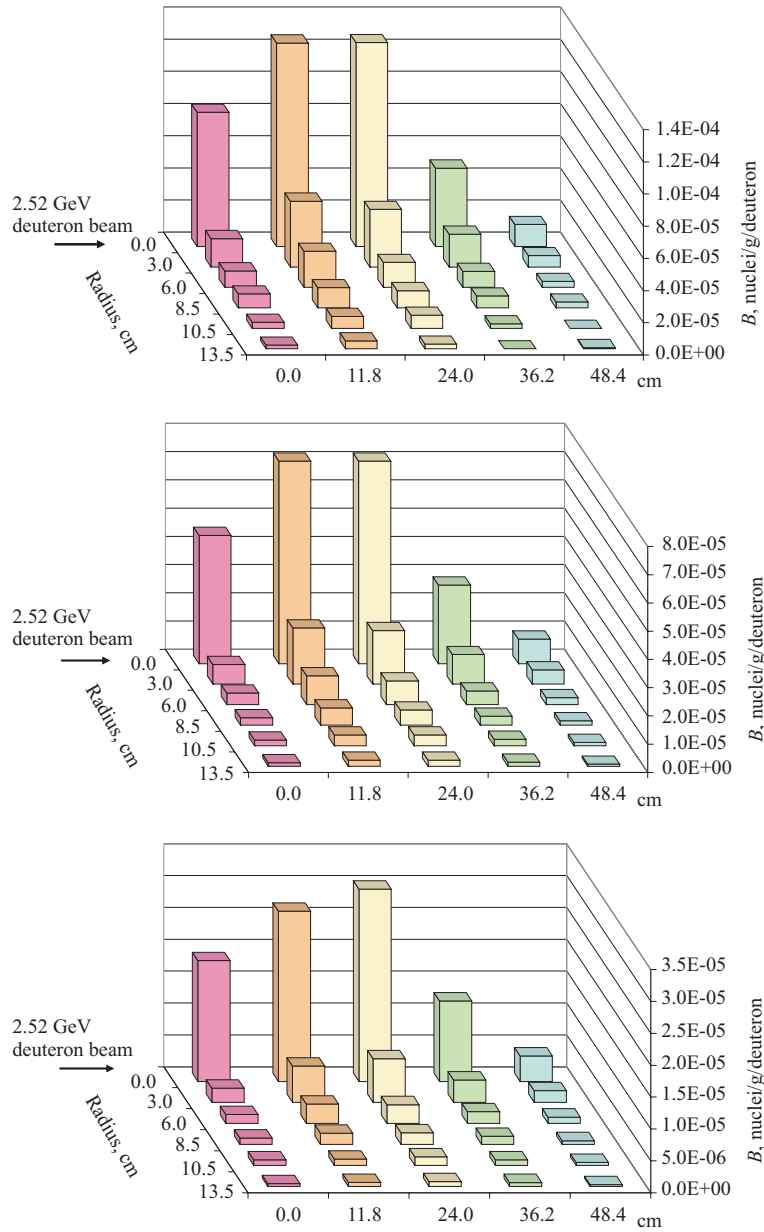 1.4E-04
1.2E-04
1.0E-04
8.0E-05
6.0E-05
4.0E-05
2.0E-05
0.0E+00
B, nuclei/g/deuteron
2.52 GeV
deuteron beam
0.0
3.0
6.0
8.5
10.5
13.5
Radius, cm
0.0 11.8 24.0 36.2 48.4 cm
8.0E-05
7.0E-05
6.0E-05
5.0E-05
4.0E-05
3.0E-05
2.0E-05
1.0E-05
0.0E+00
B, nuclei/g/deuteron
2.52 GeV
deuteron beam
0.0
3.0
6.0
8.5
10.5
13.5
Radius, cm
0.0 11.8 24.0 36.2 48.4 cm
3.5E-05
3.0E-05
2.5E-05
2.0E-05
1.5E-05
1.0E-05
5.0E-06
0.0E+00
B, nuclei/g/deuteron
2.52 GeV
deuteron beam
0.0
3.0
6.0
8.5
10.5
13.5
Radius, cm
0.0 11.8 24.0 36.2 48.4 cm